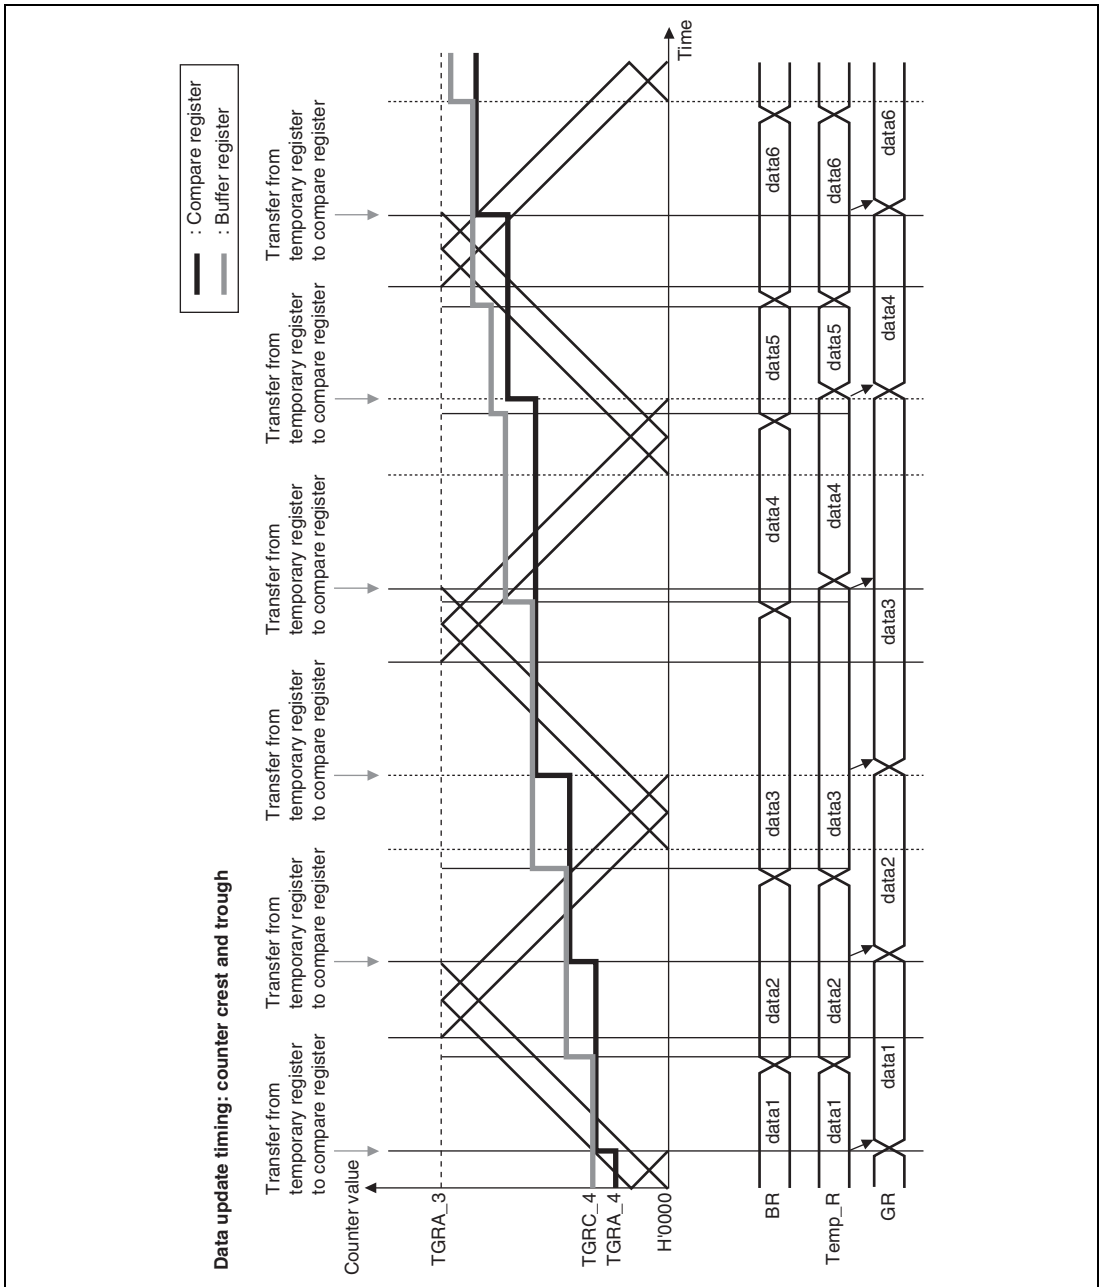 Data update timing: counter crest and trough
: Compare register
: Buffer register
Transfer from
temporary register
to compare register
Transfer from
temporary register
to compare register
Transfer from
temporary register
to compare register
Transfer from
temporary register
to compare register
Transfer from
temporary register
to compare register
Transfer from
temporary register
to compare register
Counter value
TGRA_3
TGRC_4
TGRA_4
H'0000
Time
BR
data1
data2
data3
data4
data5
data6
Temp_R
data1
data2
data3
data4
data5
data6
GR
data1
data2
data3
data4
data6